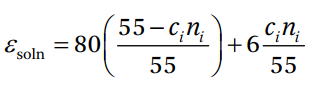 ε_soln = 80 ( (55 − c_i n_i) / 55 ) + 6 (c_i n_i / 55)